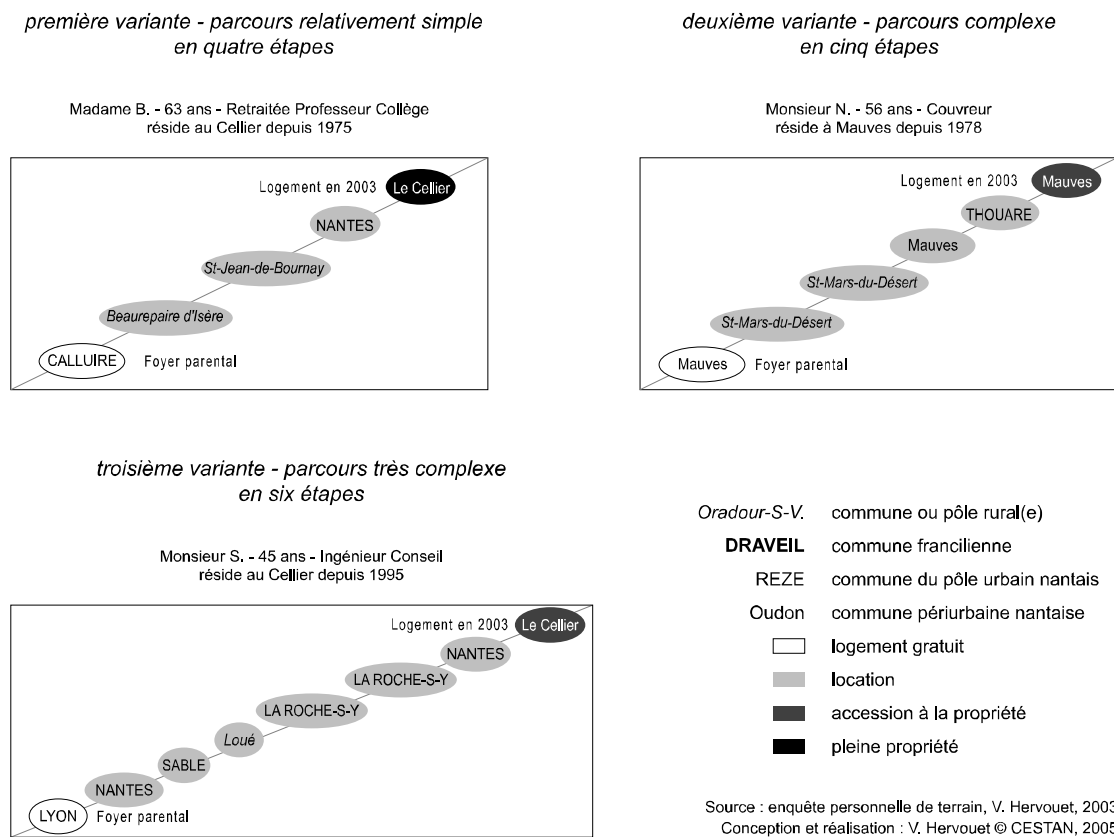 première variante - parcours relativement simple
en quatre étapes
Madame B. - 63 ans - Retraitée Professeur Collège
réside au Cellier depuis 1975
Logement en 2003
Le Cellier
NANTES
St-Jean-de-Bournay
Beaurepaire d'Isère
CALLUIRE
Foyer parental
deuxième variante - parcours complexe
en cinq étapes
Monsieur N. - 56 ans - Couvreur
réside à Mauves depuis 1978
Logement en 2003
Mauves
THOUARE
Mauves
St-Mars-du-Désert
St-Mars-du-Désert
Mauves
Foyer parental
troisième variante - parcours très complexe
en six étapes
Monsieur S. - 45 ans - Ingénieur Conseil
réside au Cellier depuis 1995
Logement en 2003
Le Cellier
NANTES
LA ROCHE-S-Y
LA ROCHE-S-Y
Loué
SABLE
NANTES
LYON
Foyer parental
Oradour-S-V. commune ou pôle rural(e)
DRAVEIL commune francilienne
REZE commune du pôle urbain nantais
Oudon commune périurbaine nantaise
logement gratuit
location
accession à la propriété
pleine propriété
Source : enquête personnelle de terrain, V. Hervouet, 2003
Conception et réalisation : V. Hervouet © CESTAN, 2005